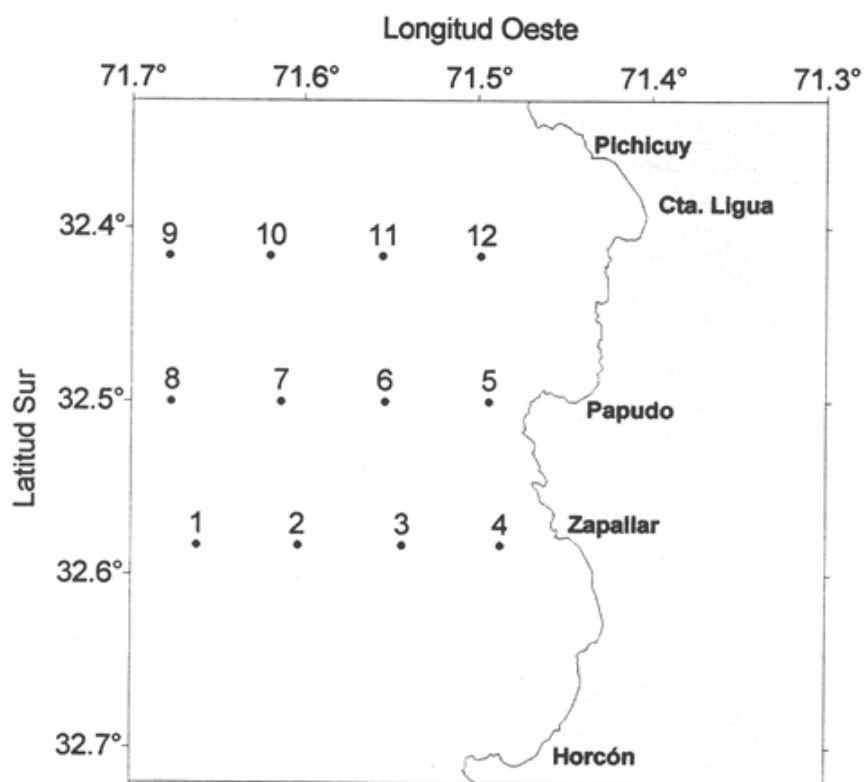 Longitud Oeste
71.7° 71.6° 71.5° 71.4° 71.3°
Pichicuy
Cta. Ligua
32.4°
9 10 11 12
8 7 6 5
32.5°
Papudo
Latitud Sur
1 2 3 4
Zapallar
32.6°
32.7°
Horcón